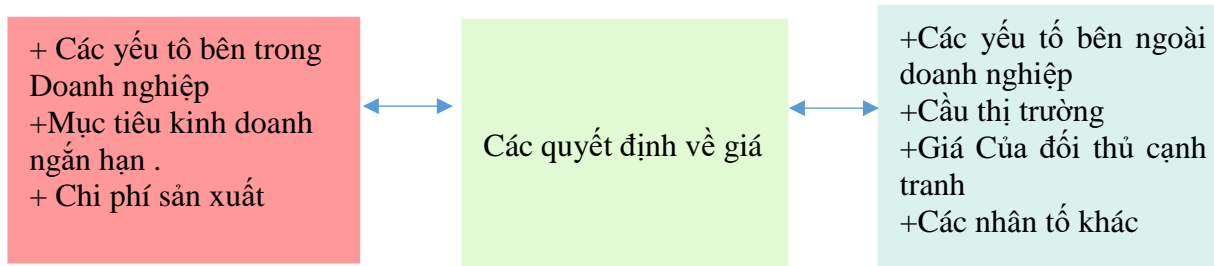 + Các yếu tô bên trong
Doanh nghiệp
+Mục tiêu kinh doanh
ngắn hạn .
+ Chi phí sản xuất
Các quyết định về giá
+Các yếu tố bên ngoài
doanh nghiệp
+Cầu thị trường
+Giá Của đối thủ cạnh
tranh
+Các nhân tố khác